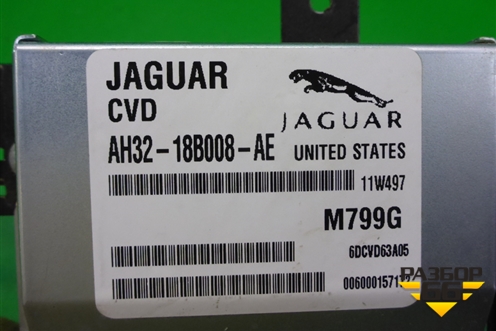 JAGUAR
CVD
JAGUAR
AH32-18B008-AE UNITED STATES
11W497
M799G
6DCVD63A05
РАЗБОР